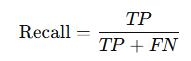 Recall = TP / TP + FN